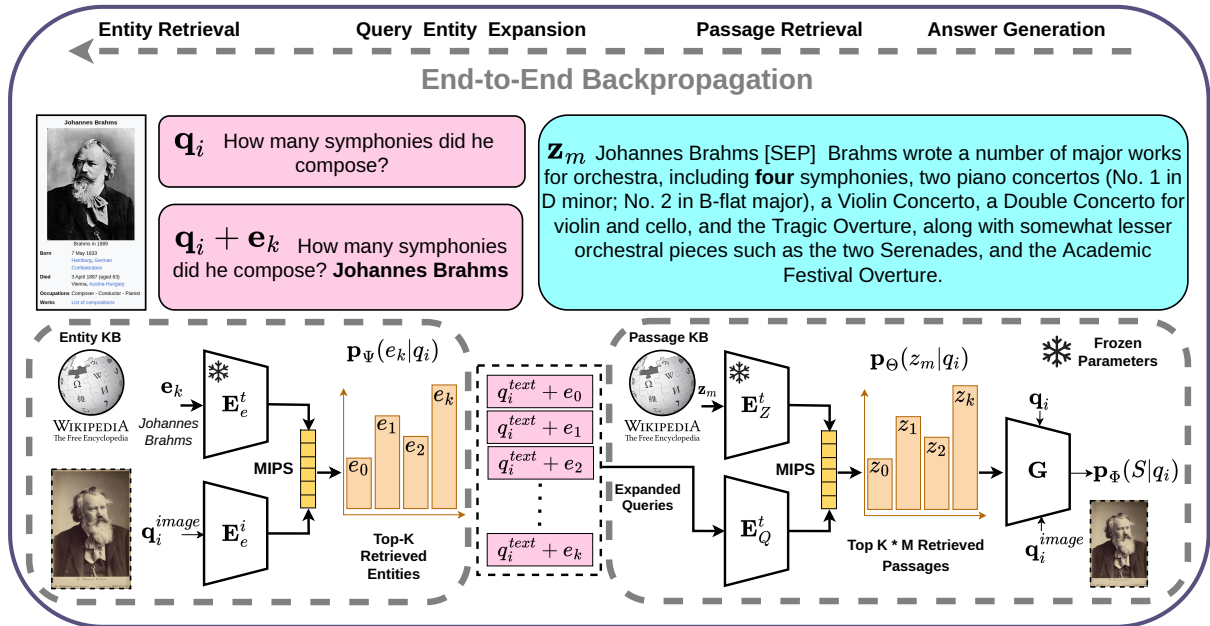 Entity Retrieval Query Entity Expansion Passage Retrieval Answer Generation
End-to-End Backpropagation
Johannes Brahms
Brahms in 1889
Born 7 May 1833
Hamburg, German
Confederation
Died 3 April 1897 (aged 63)
Vienna, Austria-Hungary
Occupations Composer - Conductor - Pianist
Works List of compositions
q_i How many symphonies did he
compose?
q_i + e_k How many symphonies
did he compose? Johannes Brahms
z_m Johannes Brahms [SEP] Brahms wrote a number of major works
for orchestra, including four symphonies, two piano concertos (No. 1 in
D minor; No. 2 in B-flat major), a Violin Concerto, a Double Concerto for
violin and cello, and the Tragic Overture, along with somewhat lesser
orchestral pieces such as the two Serenades, and the Academic
Festival Overture.
Entity KB
WIKIPEDIA
The Free Encyclopedia
e_k
Johannes
Brahms
E_e^t
q_i^{image}
E_e^i
MIPS
p_Ψ(e_k|q_i)
e_0
e_1
e_2
e_k
Top-K
Retrieved
Entities
q_i^{text} + e_0
q_i^{text} + e_1
q_i^{text} + e_2
q_i^{text} + e_k
Expanded
Queries
Passage KB
WIKIPEDIA
The Free Encyclopedia
z_m
E_Z^t
E_Q^t
MIPS
p_Θ(z_m|q_i)
z_0
z_1
z_2
z_k
Top K * M Retrieved
Passages
Frozen
Parameters
q_i
G
p_Φ(S|q_i)
q_i^{image}